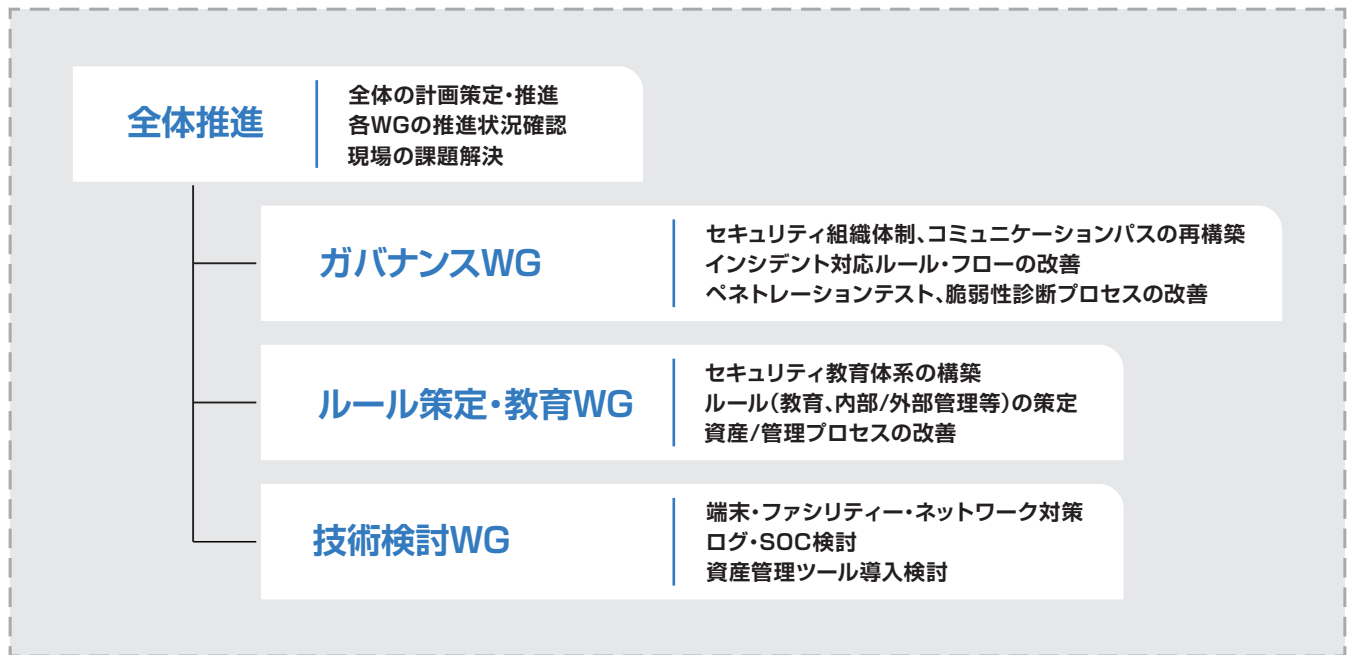 全体推進
全体の計画策定・推進
各WGの推進状況確認
現場の課題解決
ガバナンスWG
セキュリティ組織体制、コミュニケーションパスの再構築
インシデント対応ルール・フローの改善
ペネトレーションテスト、脆弱性診断プロセスの改善
ルール策定・教育WG
セキュリティ教育体系の構築
ルール（教育、内部/外部管理等）の策定
資産/管理プロセスの改善
技術検討WG
端末・ファシリティー・ネットワーク対策
ログ・SOC検討
資産管理ツール導入検討